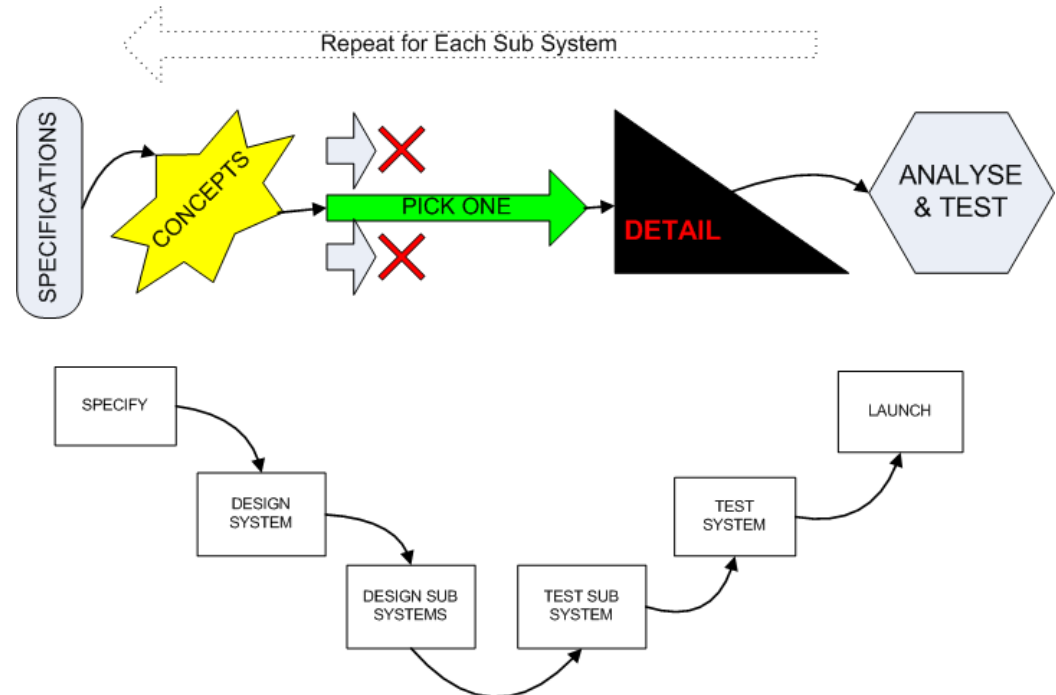 Repeat for Each Sub System
SPECIFICATIONS
CONCEPTS
PICK ONE
DETAIL
ANALYSE
& TEST
SPECIFY
DESIGN
SYSTEM
DESIGN SUB
SYSTEMS
TEST SUB
SYSTEM
TEST
SYSTEM
LAUNCH